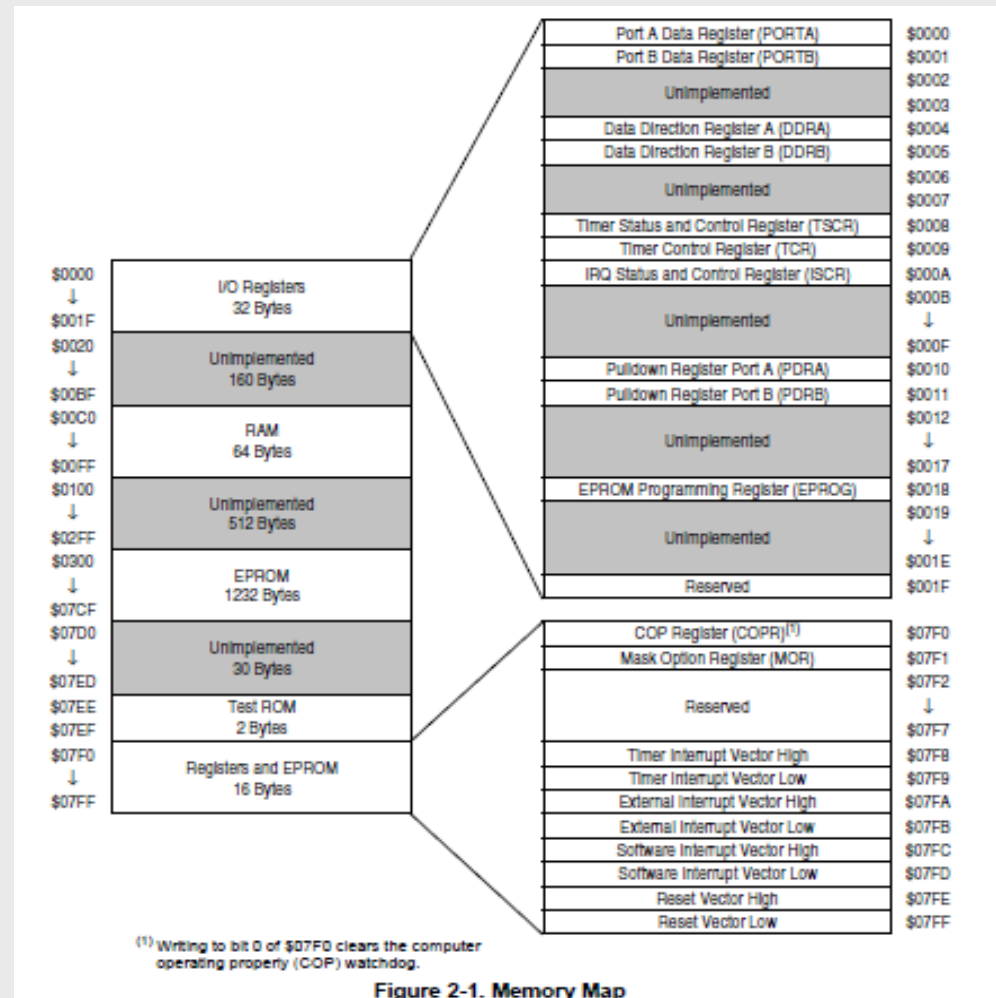 Port A Data Register (PORTA) $0000
Port B Data Register (PORTB) $0001
$0002
Unimplemented
$0003
Data Direction Register A (DDRA) $0004
Data Direction Register B (DDRB) $0005
$0006
Unimplemented
$0007
Timer Status and Control Register (TSCR) $0008
Timer Control Register (TCR) $0009
IRQ Status and Control Register (ISCR) $000A
$000B
Unimplemented ↓
$000F
Pulldown Register Port A (PDRA) $0010
Pulldown Register Port B (PDRB) $0011
$0012
Unimplemented ↓
$0017
EPROM Programming Register (EPROG) $0018
$0019
Unimplemented ↓
$001E
Reserved $001F
$0000
↓ I/O Registers
32 Bytes
$001F
$0020
↓ Unimplemented
160 Bytes
$00BF
$00C0
↓ RAM
64 Bytes
$00FF
$0100
↓ Unimplemented
512 Bytes
$02FF
$0300
↓ EPROM
1232 Bytes
$07CF
$07D0
↓ Unimplemented
30 Bytes
$07ED
$07EE Test ROM
$07EF 2 Bytes
$07F0
↓ Registers and EPROM
16 Bytes
$07FF
COP Register (COPR)(1) $07F0
Mask Option Register (MOR) $07F1
$07F2
Reserved ↓
$07F7
Timer Interrupt Vector High $07F8
Timer Interrupt Vector Low $07F9
External Interrupt Vector High $07FA
External Interrupt Vector Low $07FB
Software Interrupt Vector High $07FC
Software Interrupt Vector Low $07FD
Reset Vector High $07FE
Reset Vector Low $07FF
(1) Writing to bit 0 of $07F0 clears the computer
operating properly (COP) watchdog.
Figure 2-1. Memory Map